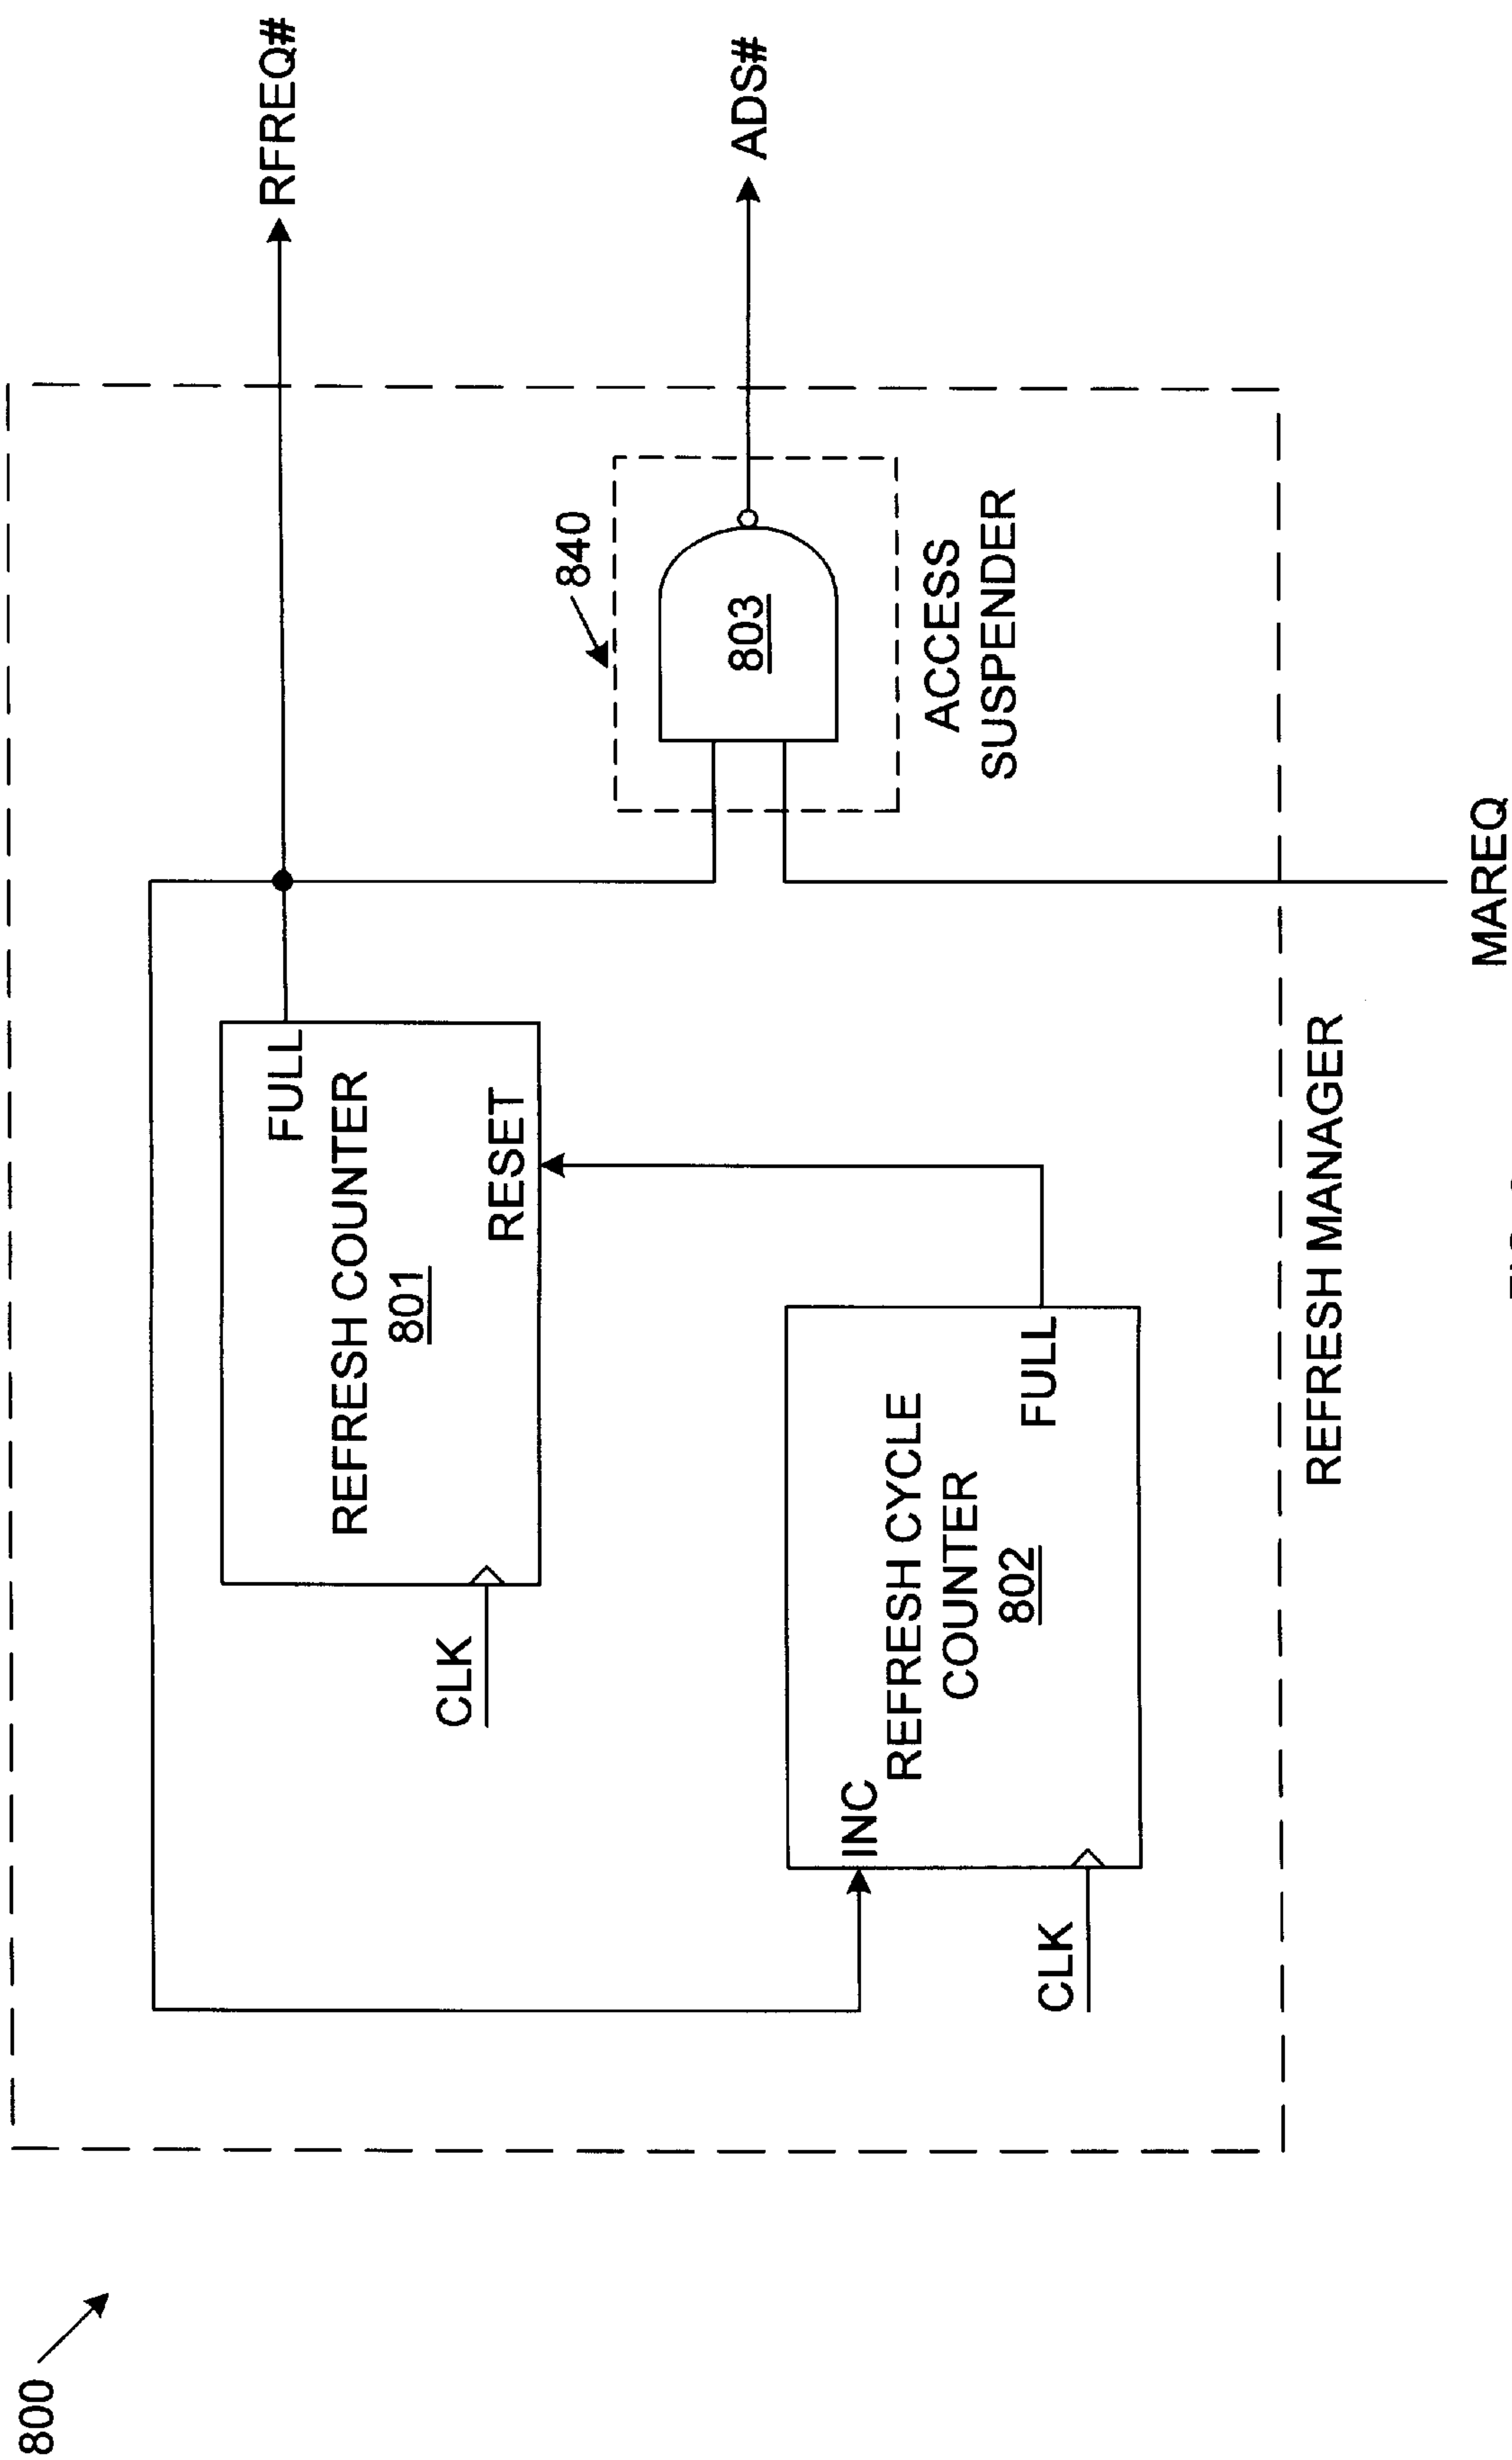 800
RFREQ#
FULL
REFRESH COUNTER
801
RESET
CLK
840
803
ADS#
ACCESS
SUSPENDER
INC
REFRESH CYCLE
COUNTER
802
FULL
CLK
REFRESH MANAGER
MAREQ